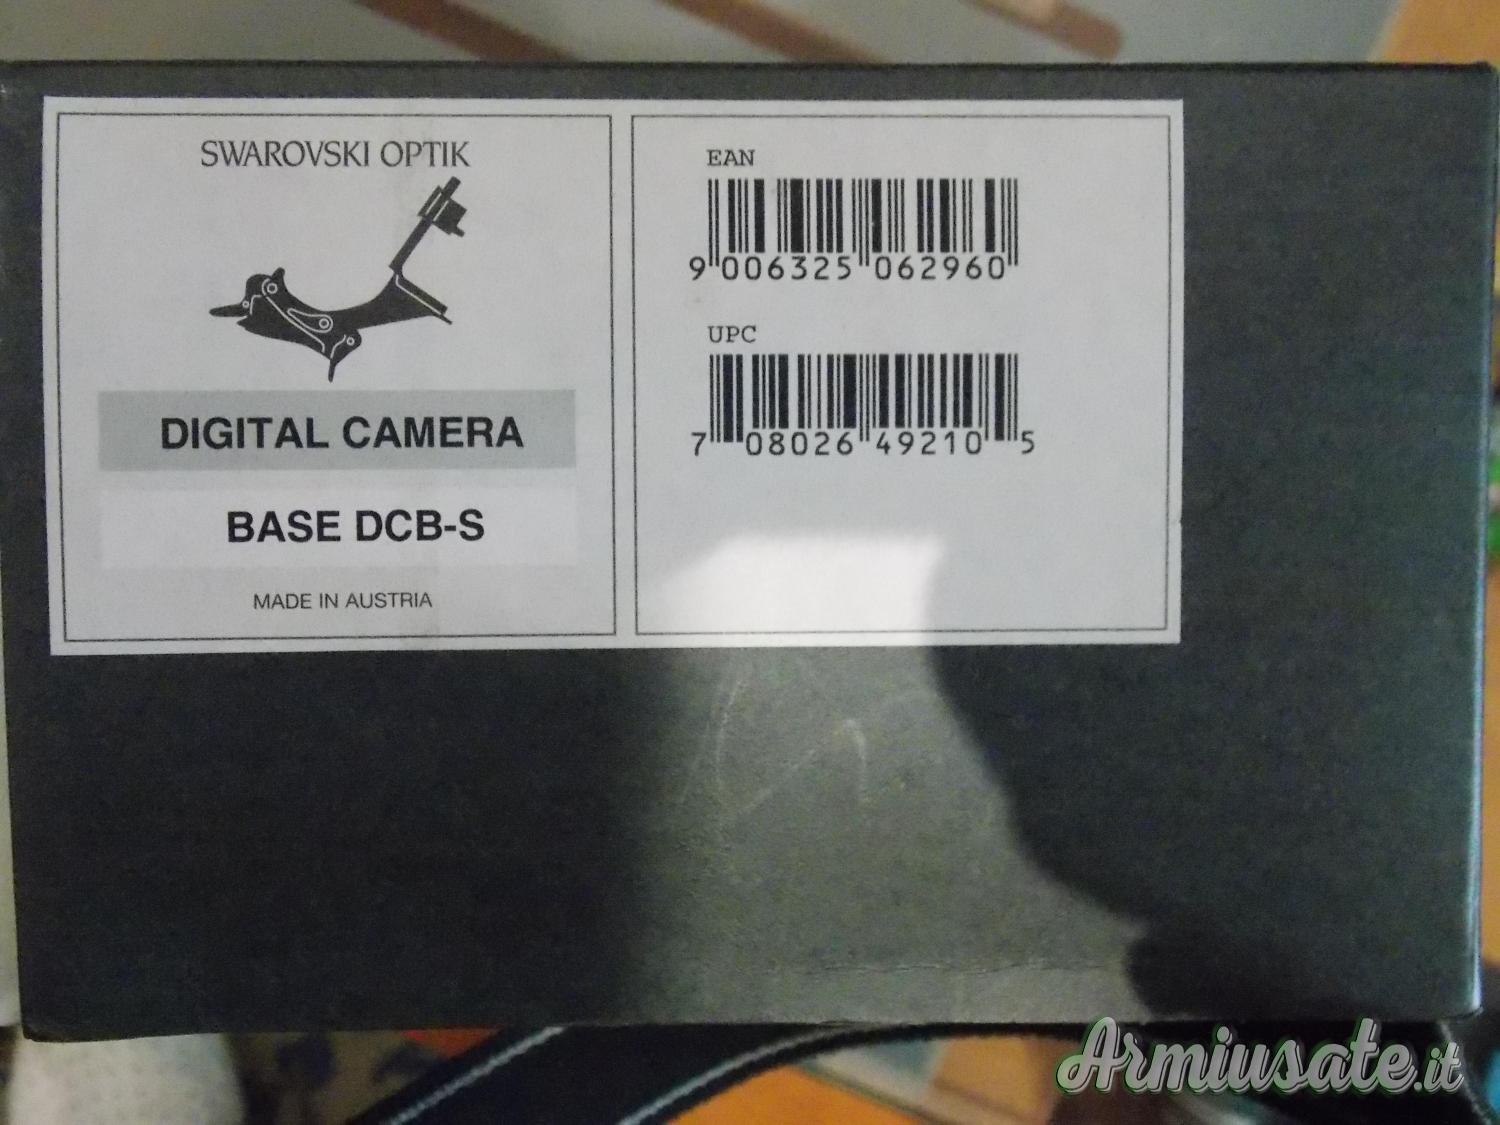 SWAROVSKI OPTIK
DIGITAL CAMERA
BASE DCB-S
MADE IN AUSTRIA
EAN
9 006325 062960
UPC
7 08026 49210 5
Armiusate.it